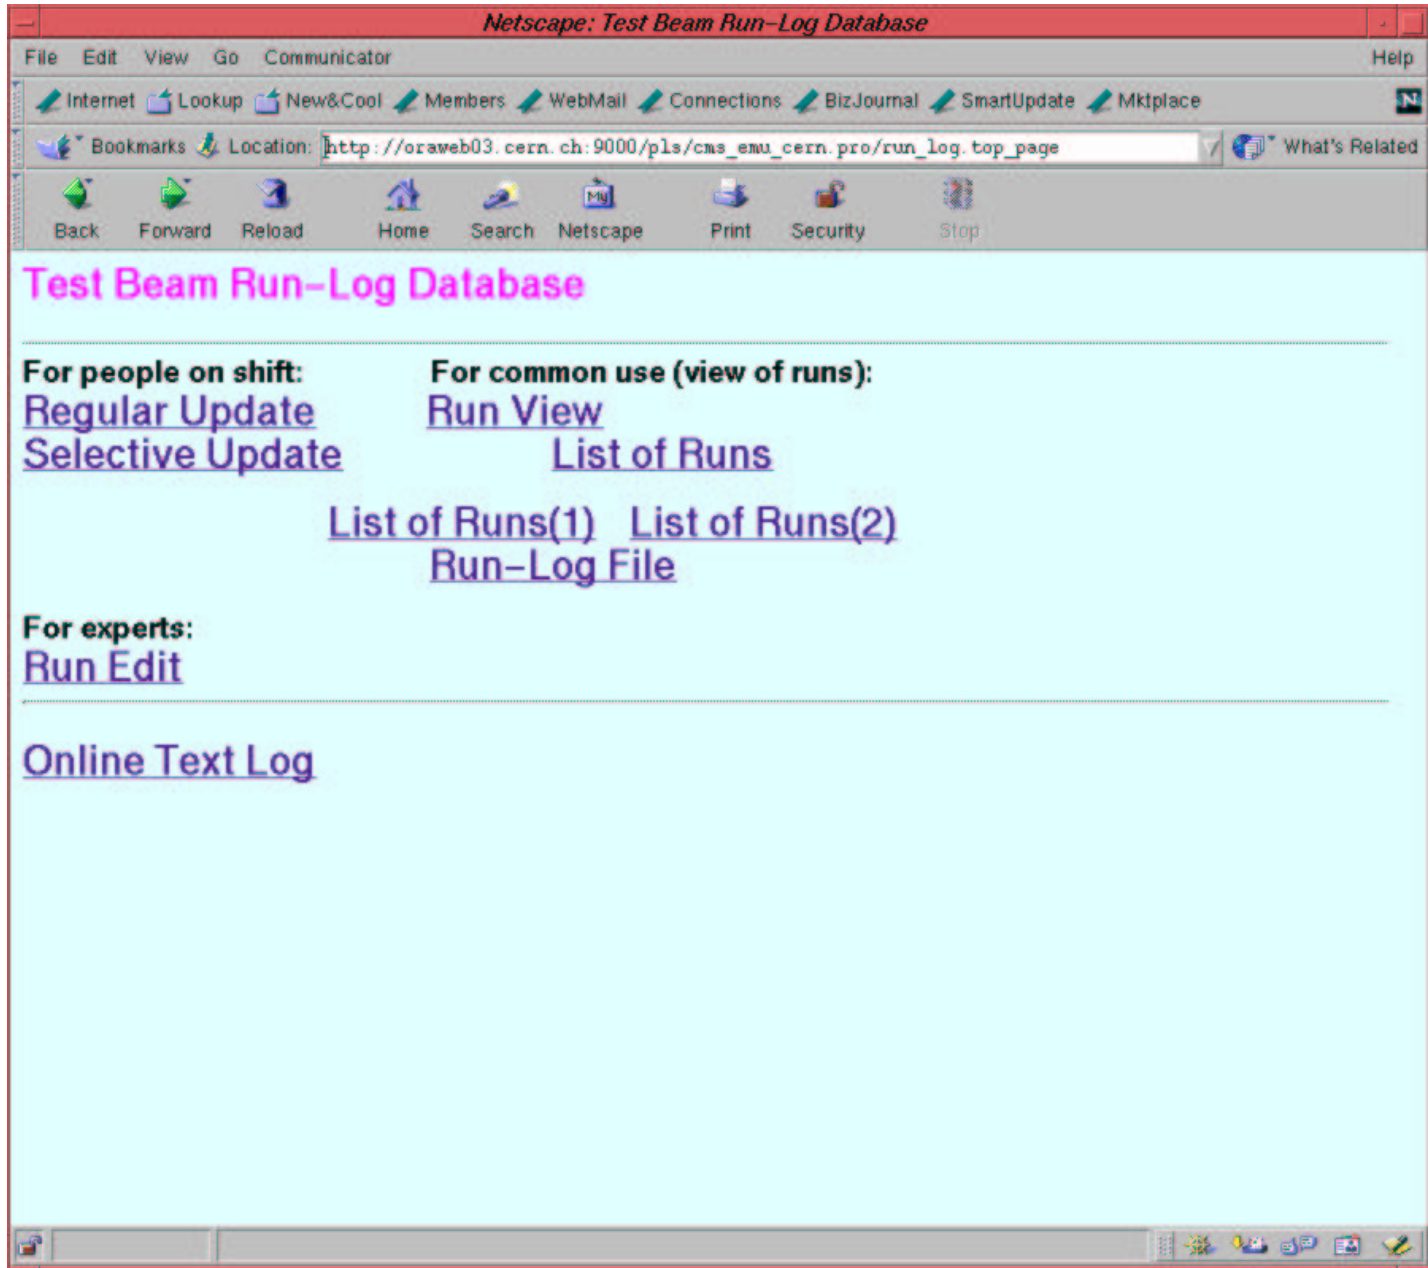 Netscape: Test Beam Run-Log Database
File Edit View Go Communicator Help
Internet Lookup New&Cool Members WebMail Connections BizJournal SmartUpdate Mktplace N
Bookmarks Location: http://oraweb03.cern.ch:9000/pls/cms_emu_cern.pro/run_log.top_page What's Related
My
Back Forward Reload Home Search Netscape Print Security Stop
Test Beam Run-Log Database
For people on shift: For common use (view of runs):
Regular Update Run View
Selective Update List of Runs
List of Runs(1) List of Runs(2)
Run-Log File
For experts:
Run Edit
Online Text Log